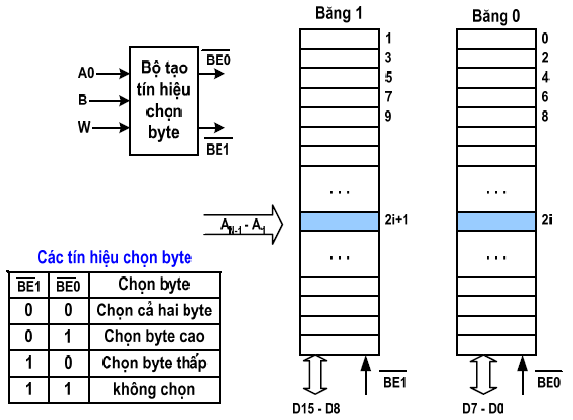 Băng 1
Băng 0
A0
B
W
Bộ tạo
tín hiệu
chọn
byte
BE0
BE1
1
3
5
7
9
0
2
4
6
8
. . .
. . .
AN-1 - A1
2i+1
2i
. . .
. . .
Các tín hiệu chọn byte
BE1 BE0 Chọn byte
0 0 Chọn cả hai byte
0 1 Chọn byte cao
1 0 Chọn byte thấp
1 1 không chọn
BE1
BE0
D15 - D8
D7 - D0